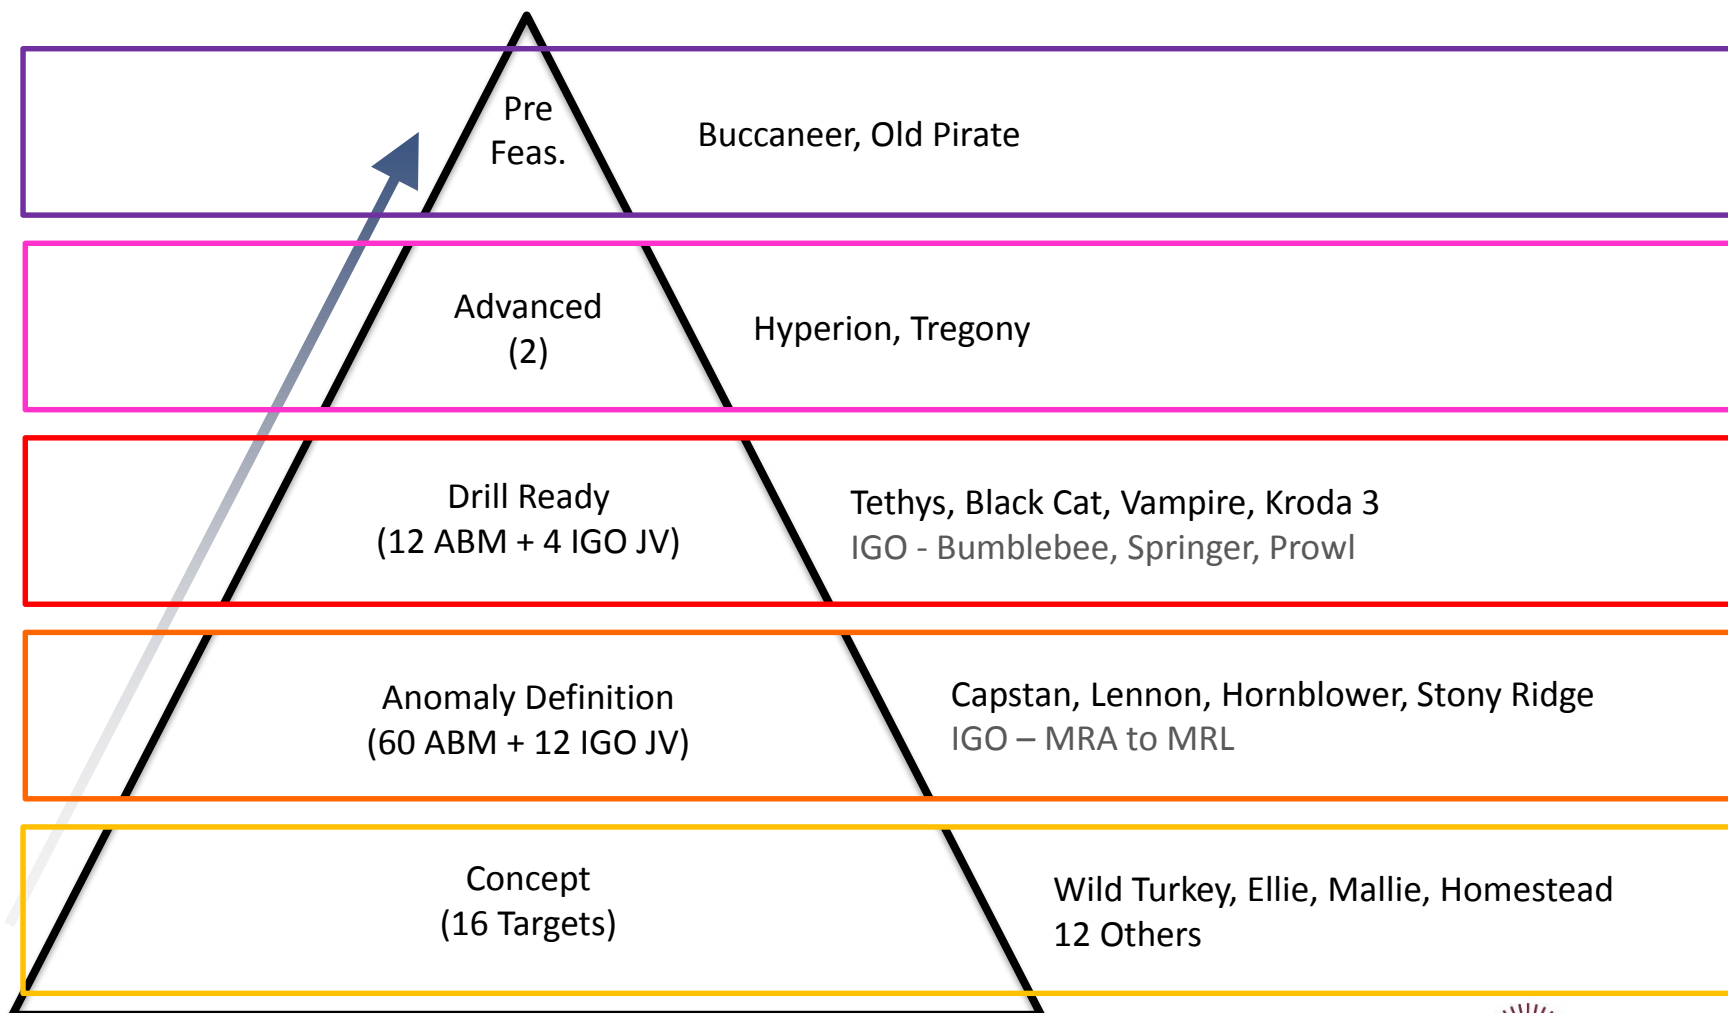 Pre
Feas.
Buccaneer, Old Pirate
Advanced
(2)
Hyperion, Tregony
Drill Ready
(12 ABM + 4 IGO JV)
Tethys, Black Cat, Vampire, Kroda 3
IGO - Bumblebee, Springer, Prowl
Anomaly Definition
(60 ABM + 12 IGO JV)
Capstan, Lennon, Hornblower, Stony Ridge
IGO – MRA to MRL
Concept
(16 Targets)
Wild Turkey, Ellie, Mallie, Homestead
12 Others